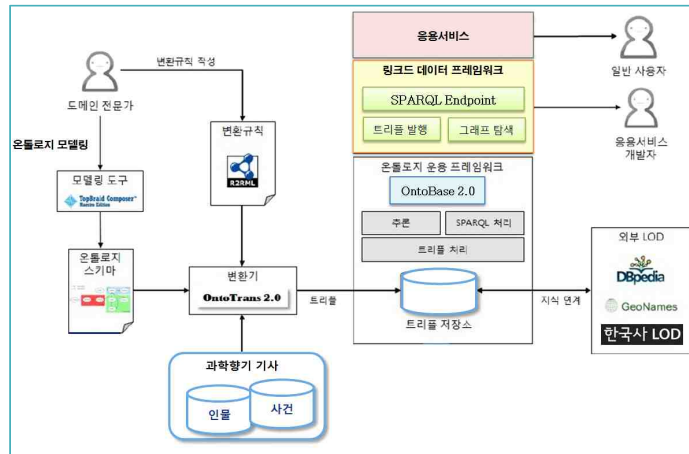 응용서비스
일반 사용자
변환규칙 작성
도메인 전문가
링크드 데이터 프레임워크
SPARQL Endpoint
트리플 발행
그래프 탐색
응용서비스
개발자
온톨로지 모델링
변환규칙
R2RML
모델링 도구
TopBraid Composer™
Maestro Edition
온톨로지 운용 프레임워크
OntoBase 2.0
추론
SPARQL 처리
트리플 처리
온톨로지
스키마
변환기
OntoTrans 2.0
트리플
트리플 저장소
지식 연계
외부 LOD
DBpedia
GeoNames
한국사 LOD
과학향기 기사
인물
사건